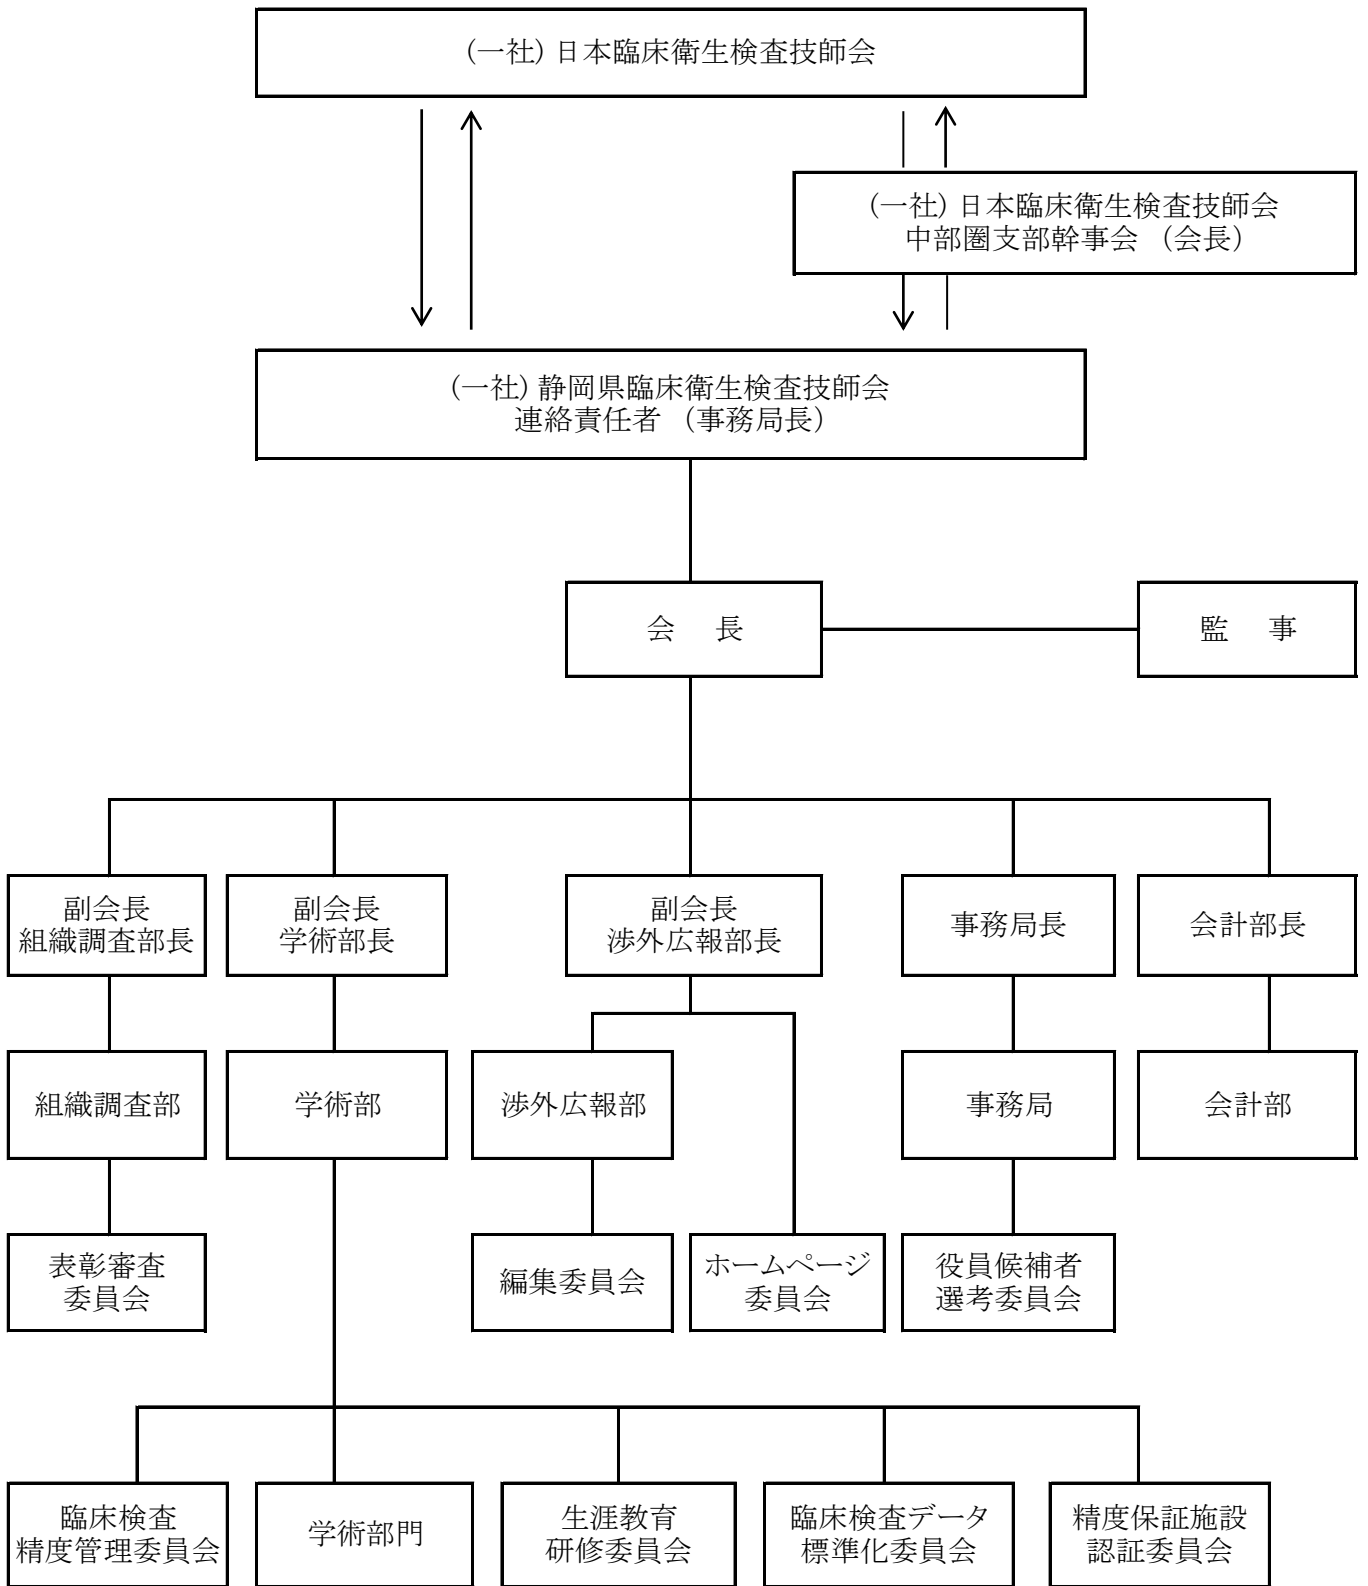 (一社)日本臨床衛生検査技師会
(一社)日本臨床衛生検査技師会
中部圏支部幹事会 (会長)
(一社)静岡県臨床衛生検査技師会
連絡責任者 (事務局長)
会 長
監 事
副会長
組織調査部長
副会長
学術部長
副会長
渉外広報部長
事務局長
会計部長
組織調査部
学術部
渉外広報部
事務局
会計部
表彰審査
委員会
編集委員会
ホームページ
委員会
役員候補者
選考委員会
臨床検査
精度管理委員会
学術部門
生涯教育
研修委員会
臨床検査データ
標準化委員会
精度保証施設
認証委員会